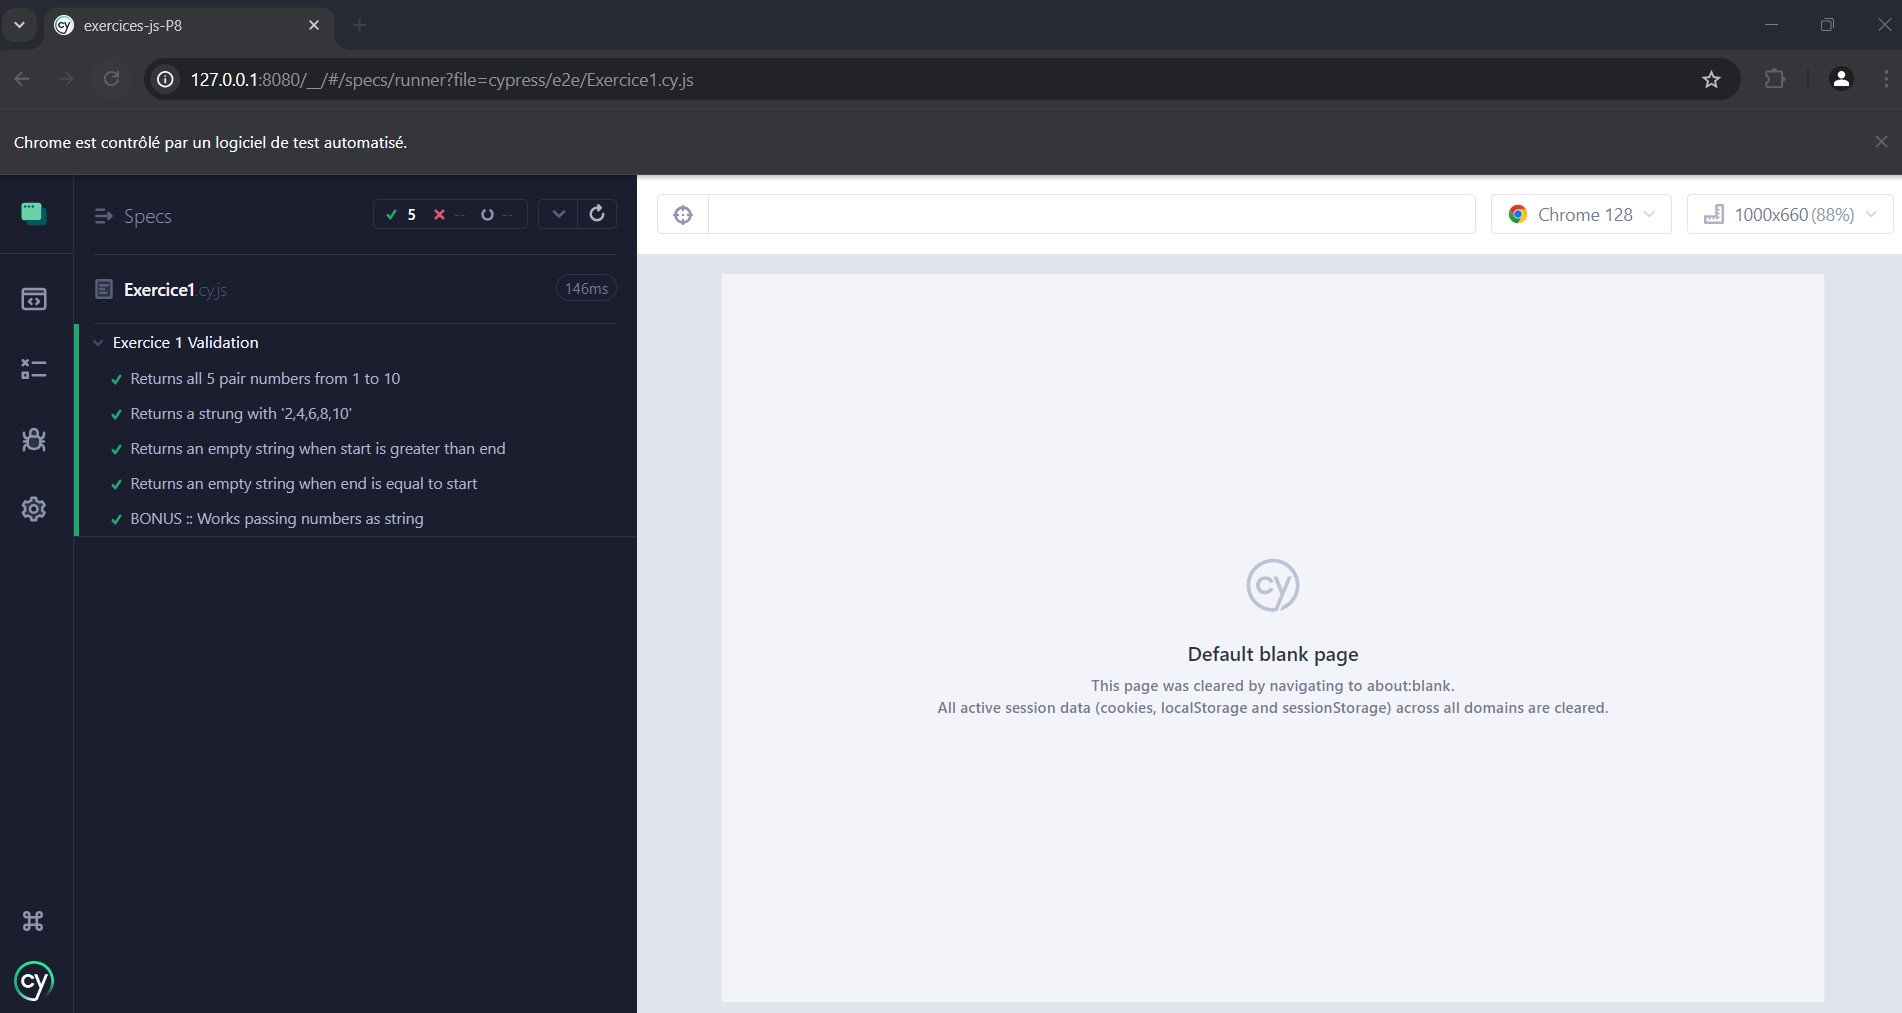 exercices-js-P8
127.0.0.1:8080/__/#/specs/runner?file=cypress/e2e/Exercice1.cy.js
Chrome est contrôlé par un logiciel de test automatisé.
Specs
5 -- --
Exercice1.cy.js 146ms
Exercice 1 Validation
Returns all 5 pair numbers from 1 to 10
Returns a strung with '2,4,6,8,10'
Returns an empty string when start is greater than end
Returns an empty string when end is equal to start
BONUS :: Works passing numbers as string
cy
Chrome 128
1000x660 (88%)
cy
Default blank page
This page was cleared by navigating to about:blank.
All active session data (cookies, localStorage and sessionStorage) across all domains are cleared.